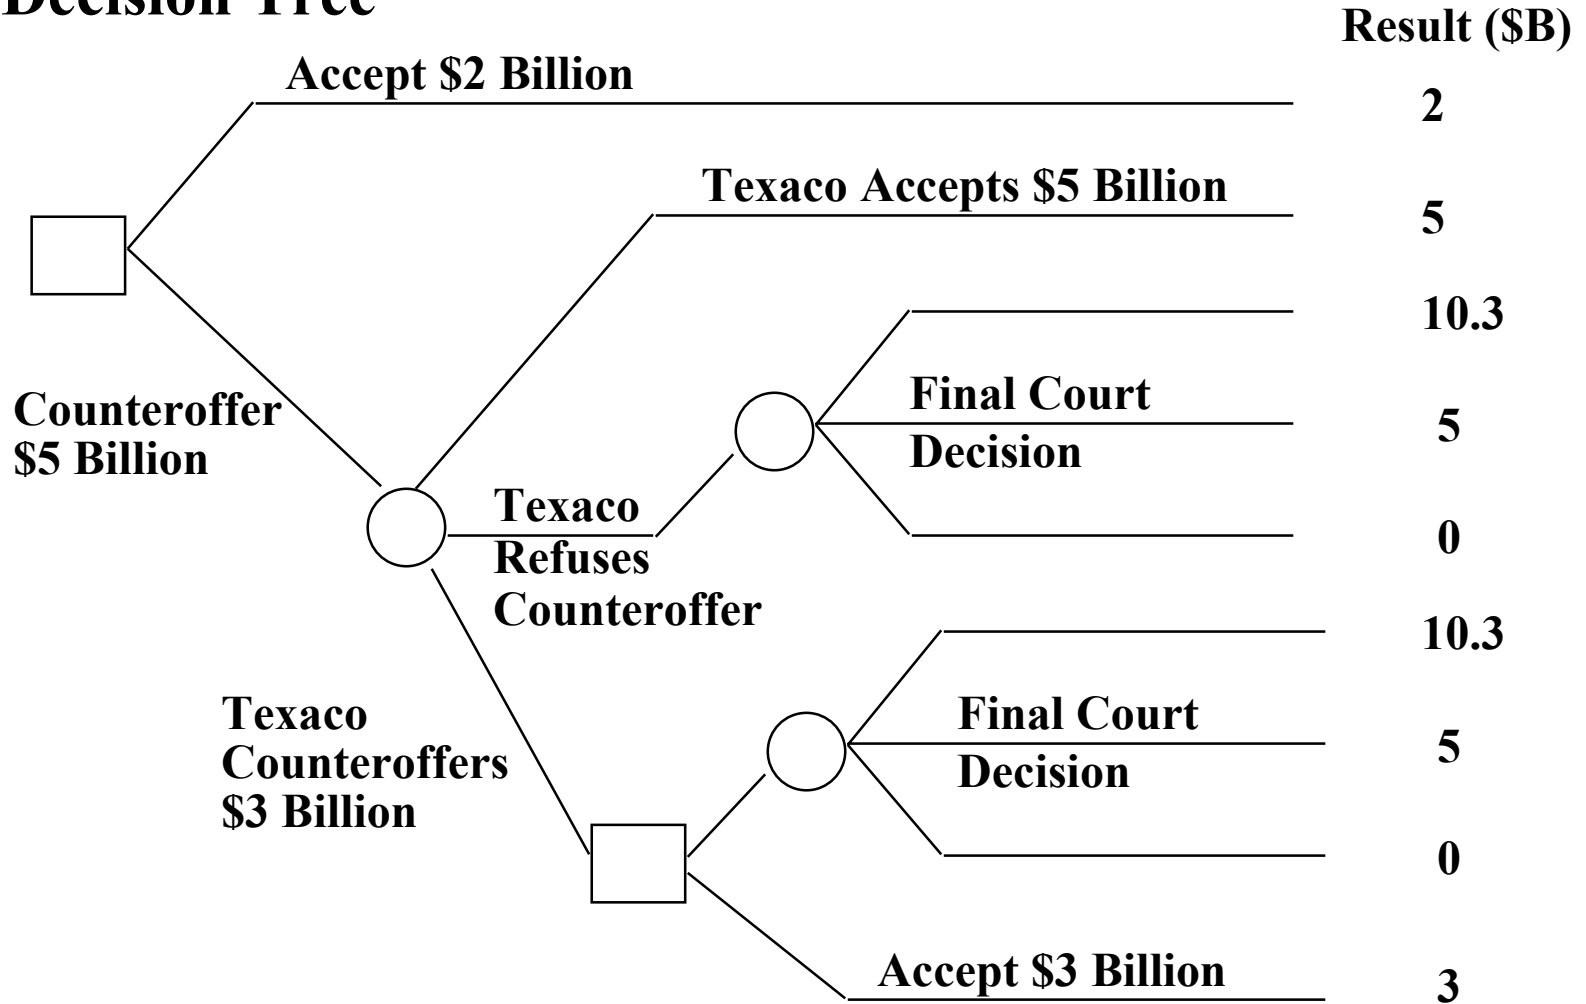 Decision Tree
Result ($B)
Accept $2 Billion
2
Texaco Accepts $5 Billion
5
10.3
Counteroffer
$5 Billion
Final Court
Decision
5
Texaco
Refuses
Counteroffer
0
10.3
Texaco
Counteroffers
$3 Billion
Final Court
Decision
5
0
Accept $3 Billion
3